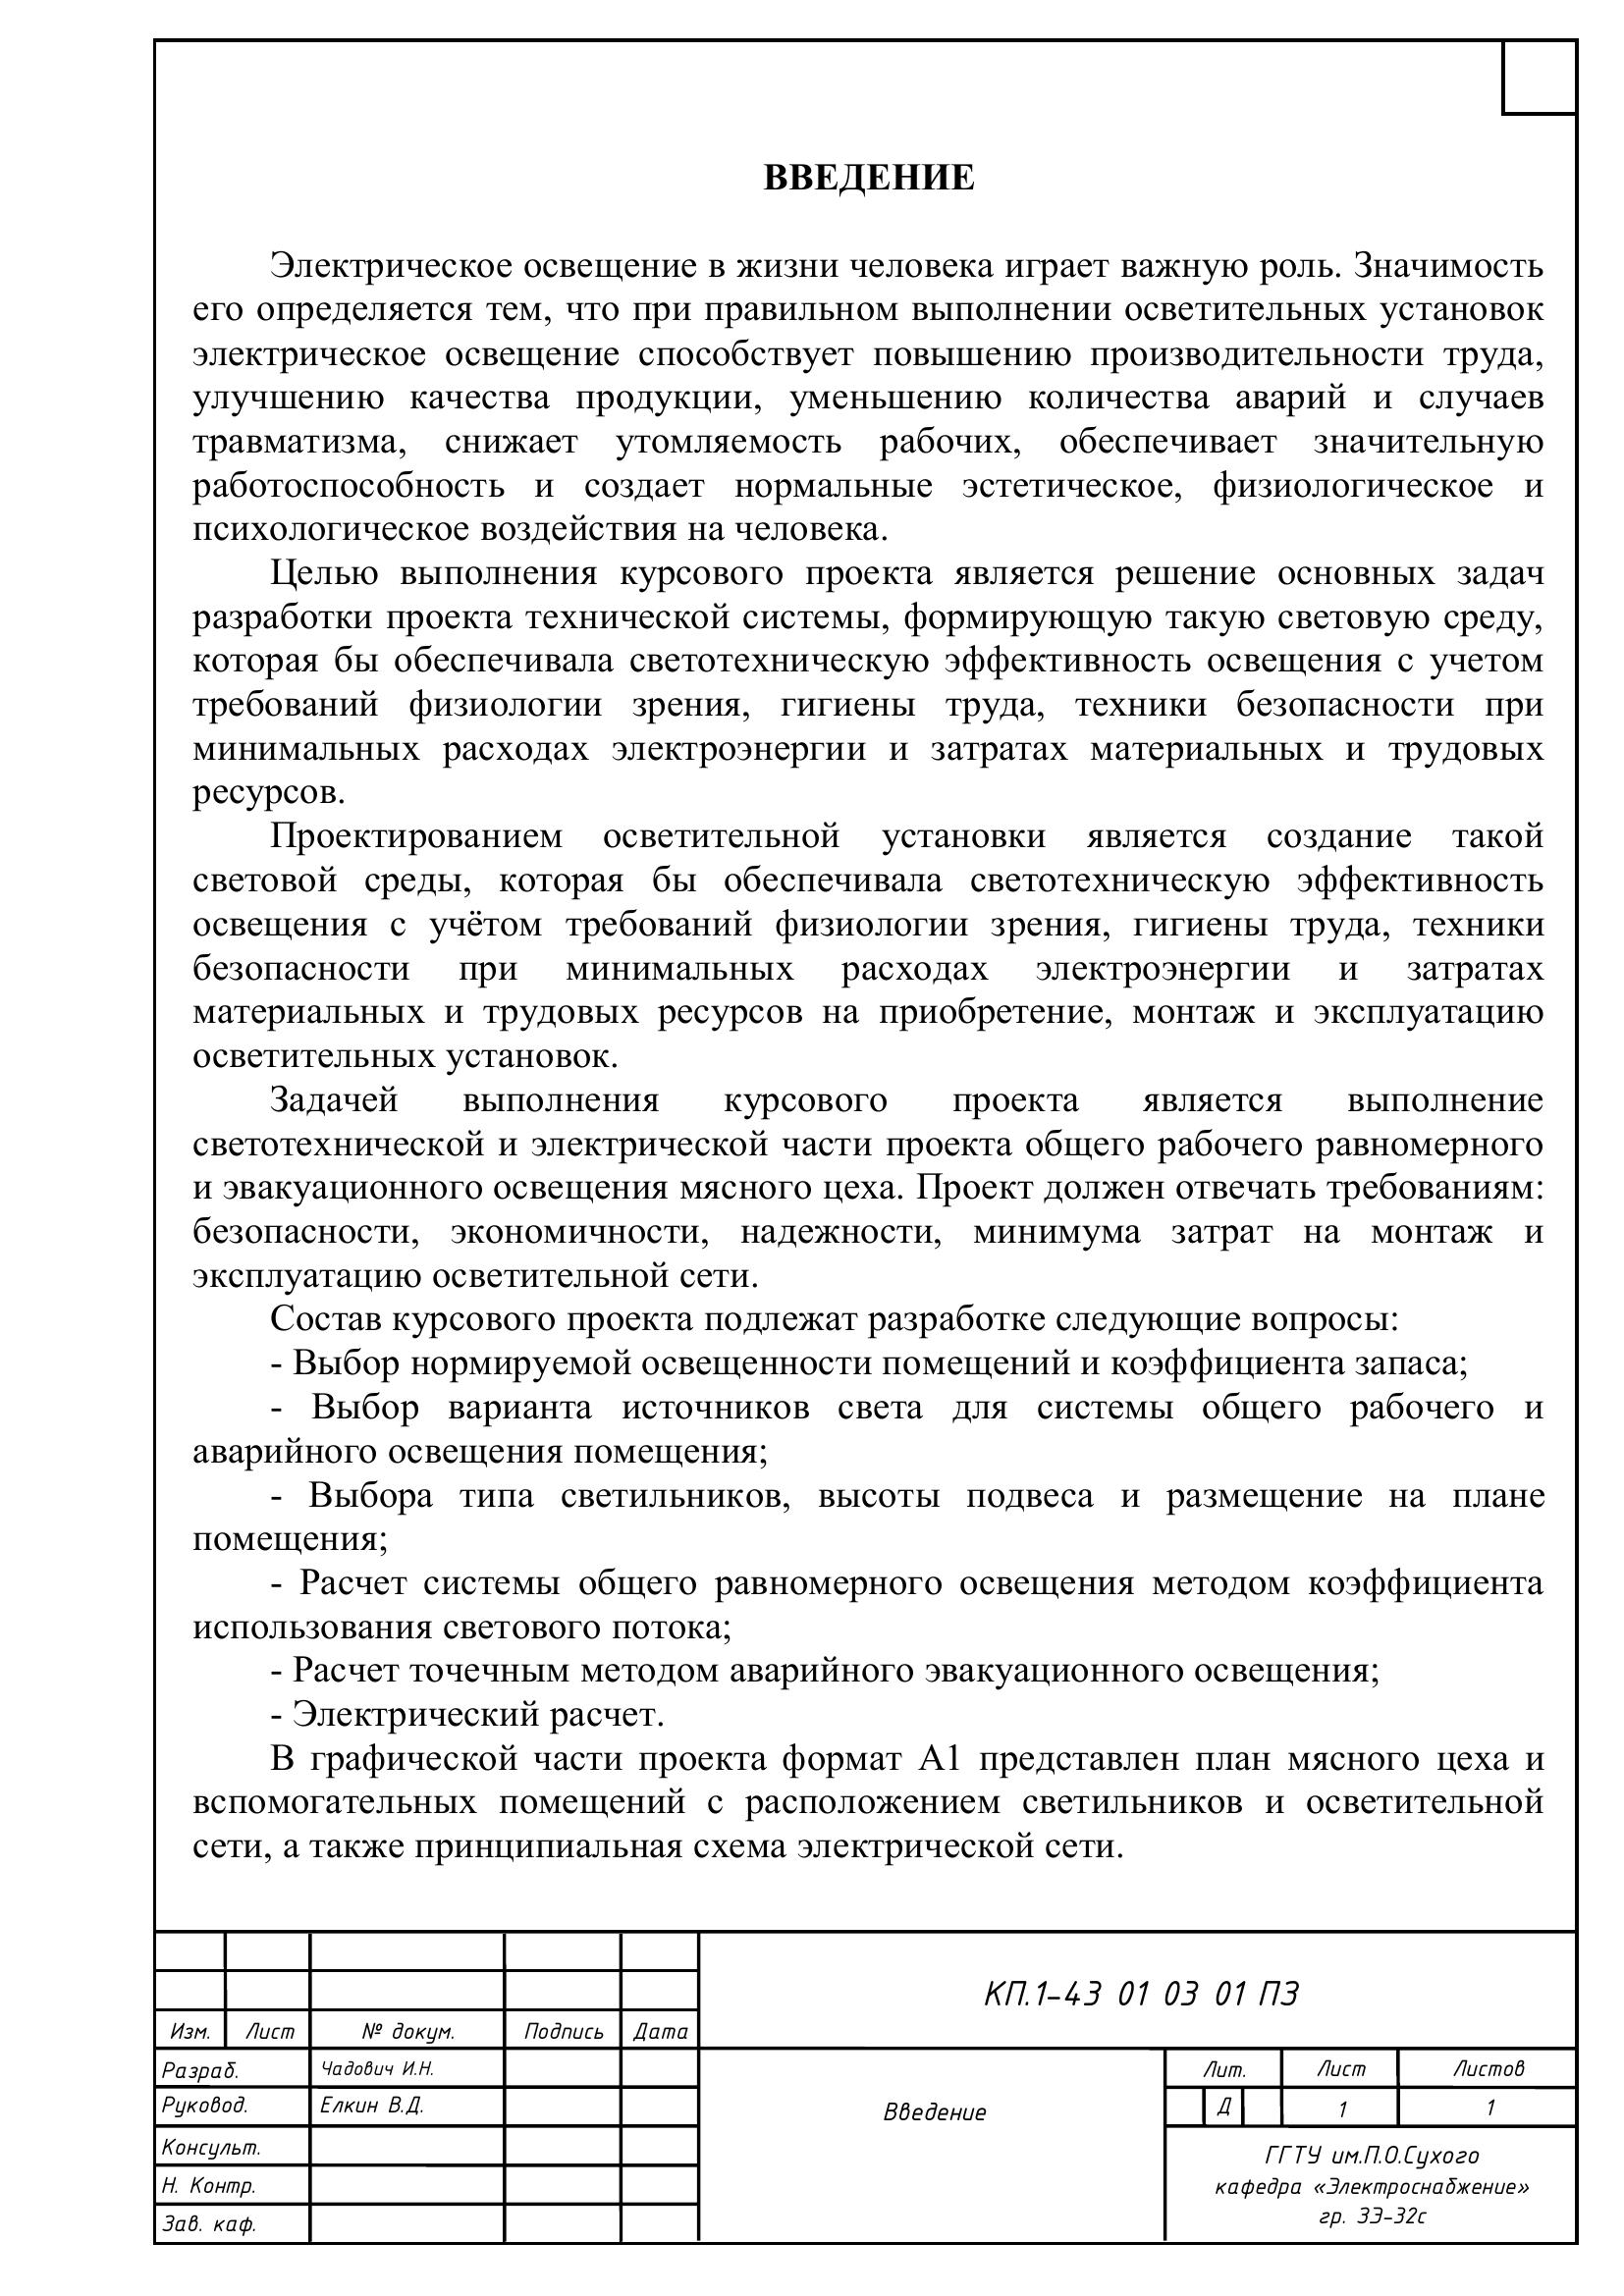 ВВЕДЕНИЕ
Электрическое освещение в жизни человека играет важную роль. Значимость
его определяется тем, что при правильном выполнении осветительных установок
электрическое освещение способствует повышению производительности труда,
улучшению качества продукции, уменьшению количества аварий и случаев
травматизма, снижает утомляемость рабочих, обеспечивает значительную
работоспособность и создает нормальные эстетическое, физиологическое и
психологическое воздействия на человека.
Целью выполнения курсового проекта является решение основных задач
разработки проекта технической системы, формирующую такую световую среду,
которая бы обеспечивала светотехническую эффективность освещения с учетом
требований физиологии зрения, гигиены труда, техники безопасности при
минимальных расходах электроэнергии и затратах материальных и трудовых
ресурсов.
Проектированием осветительной установки является создание такой
световой среды, которая бы обеспечивала светотехническую эффективность
освещения с учётом требований физиологии зрения, гигиены труда, техники
безопасности при минимальных расходах электроэнергии и затратах
материальных и трудовых ресурсов на приобретение, монтаж и эксплуатацию
осветительных установок.
Задачей выполнения курсового проекта является выполнение
светотехнической и электрической части проекта общего рабочего равномерного
и эвакуационного освещения мясного цеха. Проект должен отвечать требованиям:
безопасности, экономичности, надежности, минимума затрат на монтаж и
эксплуатацию осветительной сети.
Состав курсового проекта подлежат разработке следующие вопросы:
- Выбор нормируемой освещенности помещений и коэффициента запаса;
- Выбор варианта источников света для системы общего рабочего и
аварийного освещения помещения;
- Выбора типа светильников, высоты подвеса и размещение на плане
помещения;
- Расчет системы общего равномерного освещения методом коэффициента
использования светового потока;
- Расчет точечным методом аварийного эвакуационного освещения;
- Электрический расчет.
В графической части проекта формат А1 представлен план мясного цеха и
вспомогательных помещений с расположением светильников и осветительной
сети, а также принципиальная схема электрической сети.
КП.1-43 01 03 01 ПЗ
Изм. Лист № докум. Подпись Дата
Разраб. Чадович И.Н.
Руковод. Елкин В.Д.
Консульт.
Н. Контр.
Зав. каф.
Введение
Лит. Лист Листов
Д 1 1
ГГТУ им.П.О.Сухого
кафедра «Электроснабжение»
гр. ЗЭ-32с